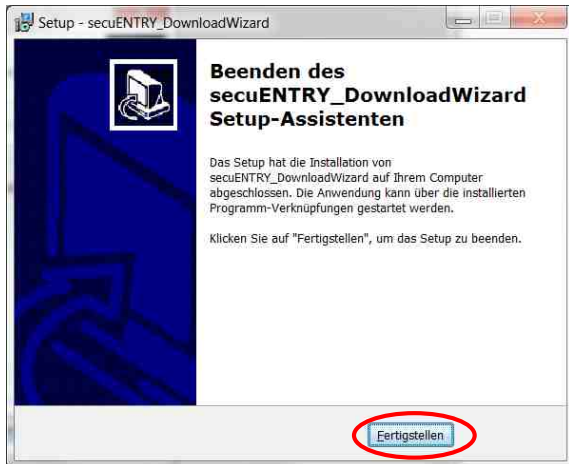 Setup - secuENTRY_DownloadWizard
Beenden des
secuENTRY_DownloadWizard
Setup-Assistenten
Das Setup hat die Installation von
secuENTRY_DownloadWizard auf Ihrem Computer
abgeschlossen. Die Anwendung kann über die installierten
Programm-Verknüpfungen gestartet werden.
Klicken Sie auf "Fertigstellen", um das Setup zu beenden.
Fertigstellen